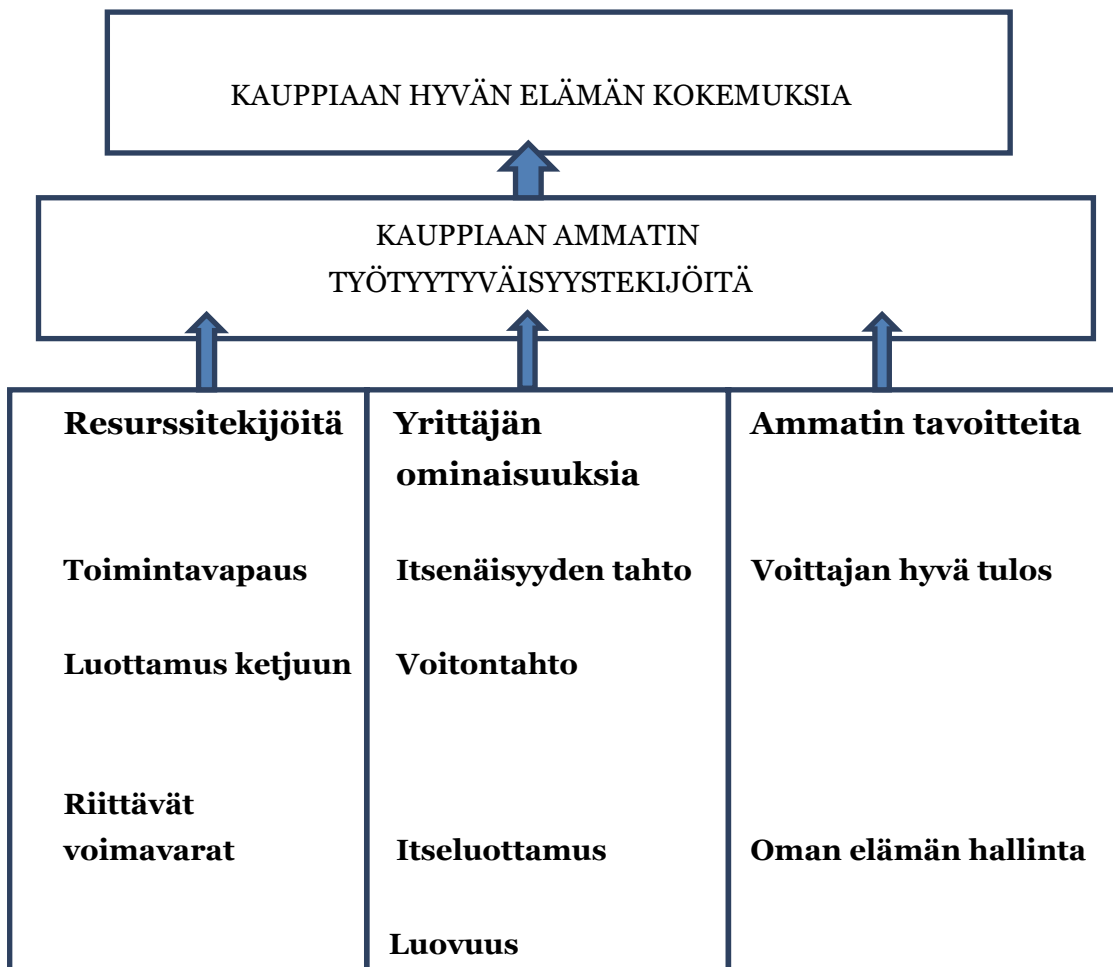 KAUPPIAAN HYVÄN ELÄMÄN KOKEMUKSIA
KAUPPIAAN AMMATIN
TYÖTYYTYVÄISYYSTEKIJÖITÄ
Resurssitekijöitä
Toimintavapaus
Luottamus ketjuun
Riittävät
voimavarat
Yrittäjän
ominaisuuksia
Itsenäisyyden tahto
Voitontahto
Itseluottamus
Luovuus
Ammatin tavoitteita
Voittajan hyvä tulos
Oman elämän hallinta